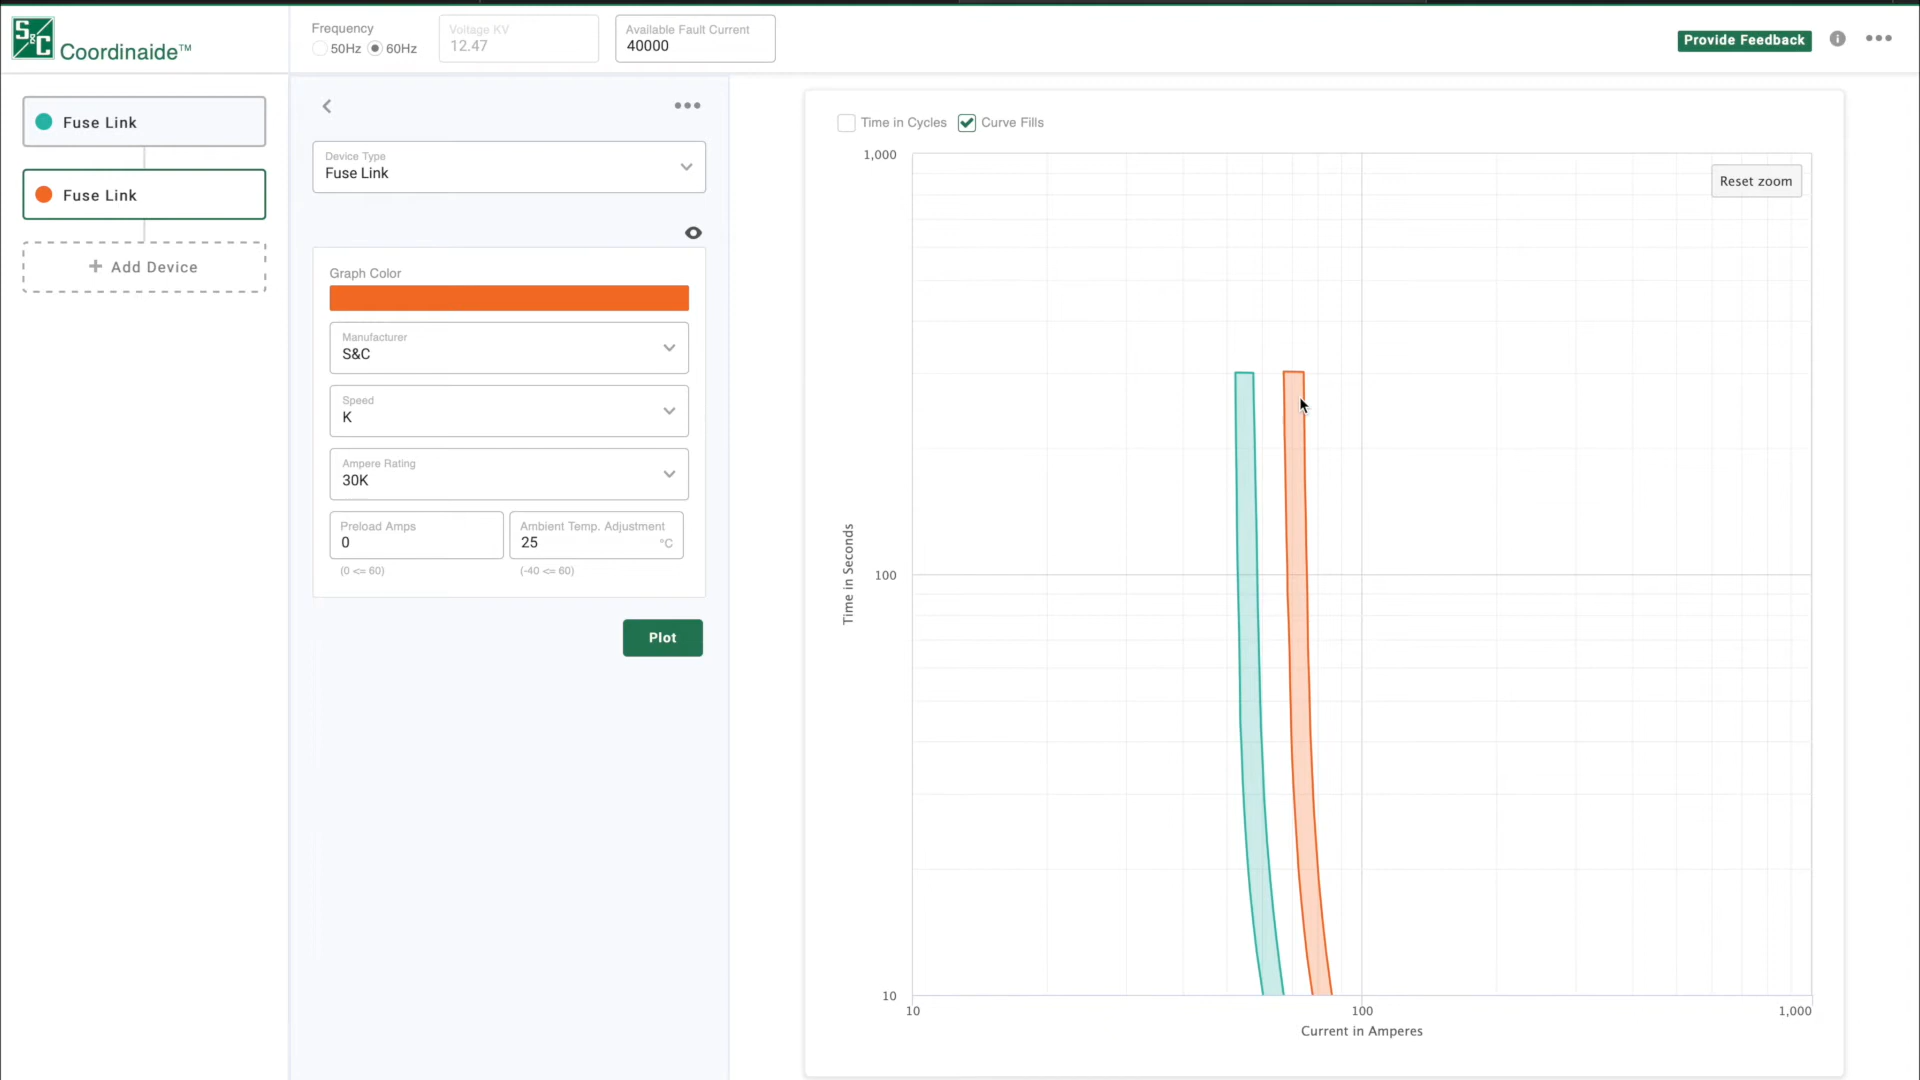 S&C Coordinaide™
Frequency
50Hz 60Hz
Voltage KV
12.47
Available Fault Current
40000
Provide Feedback
Fuse Link
Fuse Link
+ Add Device
Device Type
Fuse Link
Graph Color
Manufacturer
S&C
Speed
K
Ampere Rating
30K
Preload Amps
0
(0 <= 60)
Ambient Temp. Adjustment
25 °C
(-40 <= 60)
Plot
Time in Cycles Curve Fills
Reset zoom
1,000
100
10
Time in Seconds
10 100 1,000
Current in Amperes